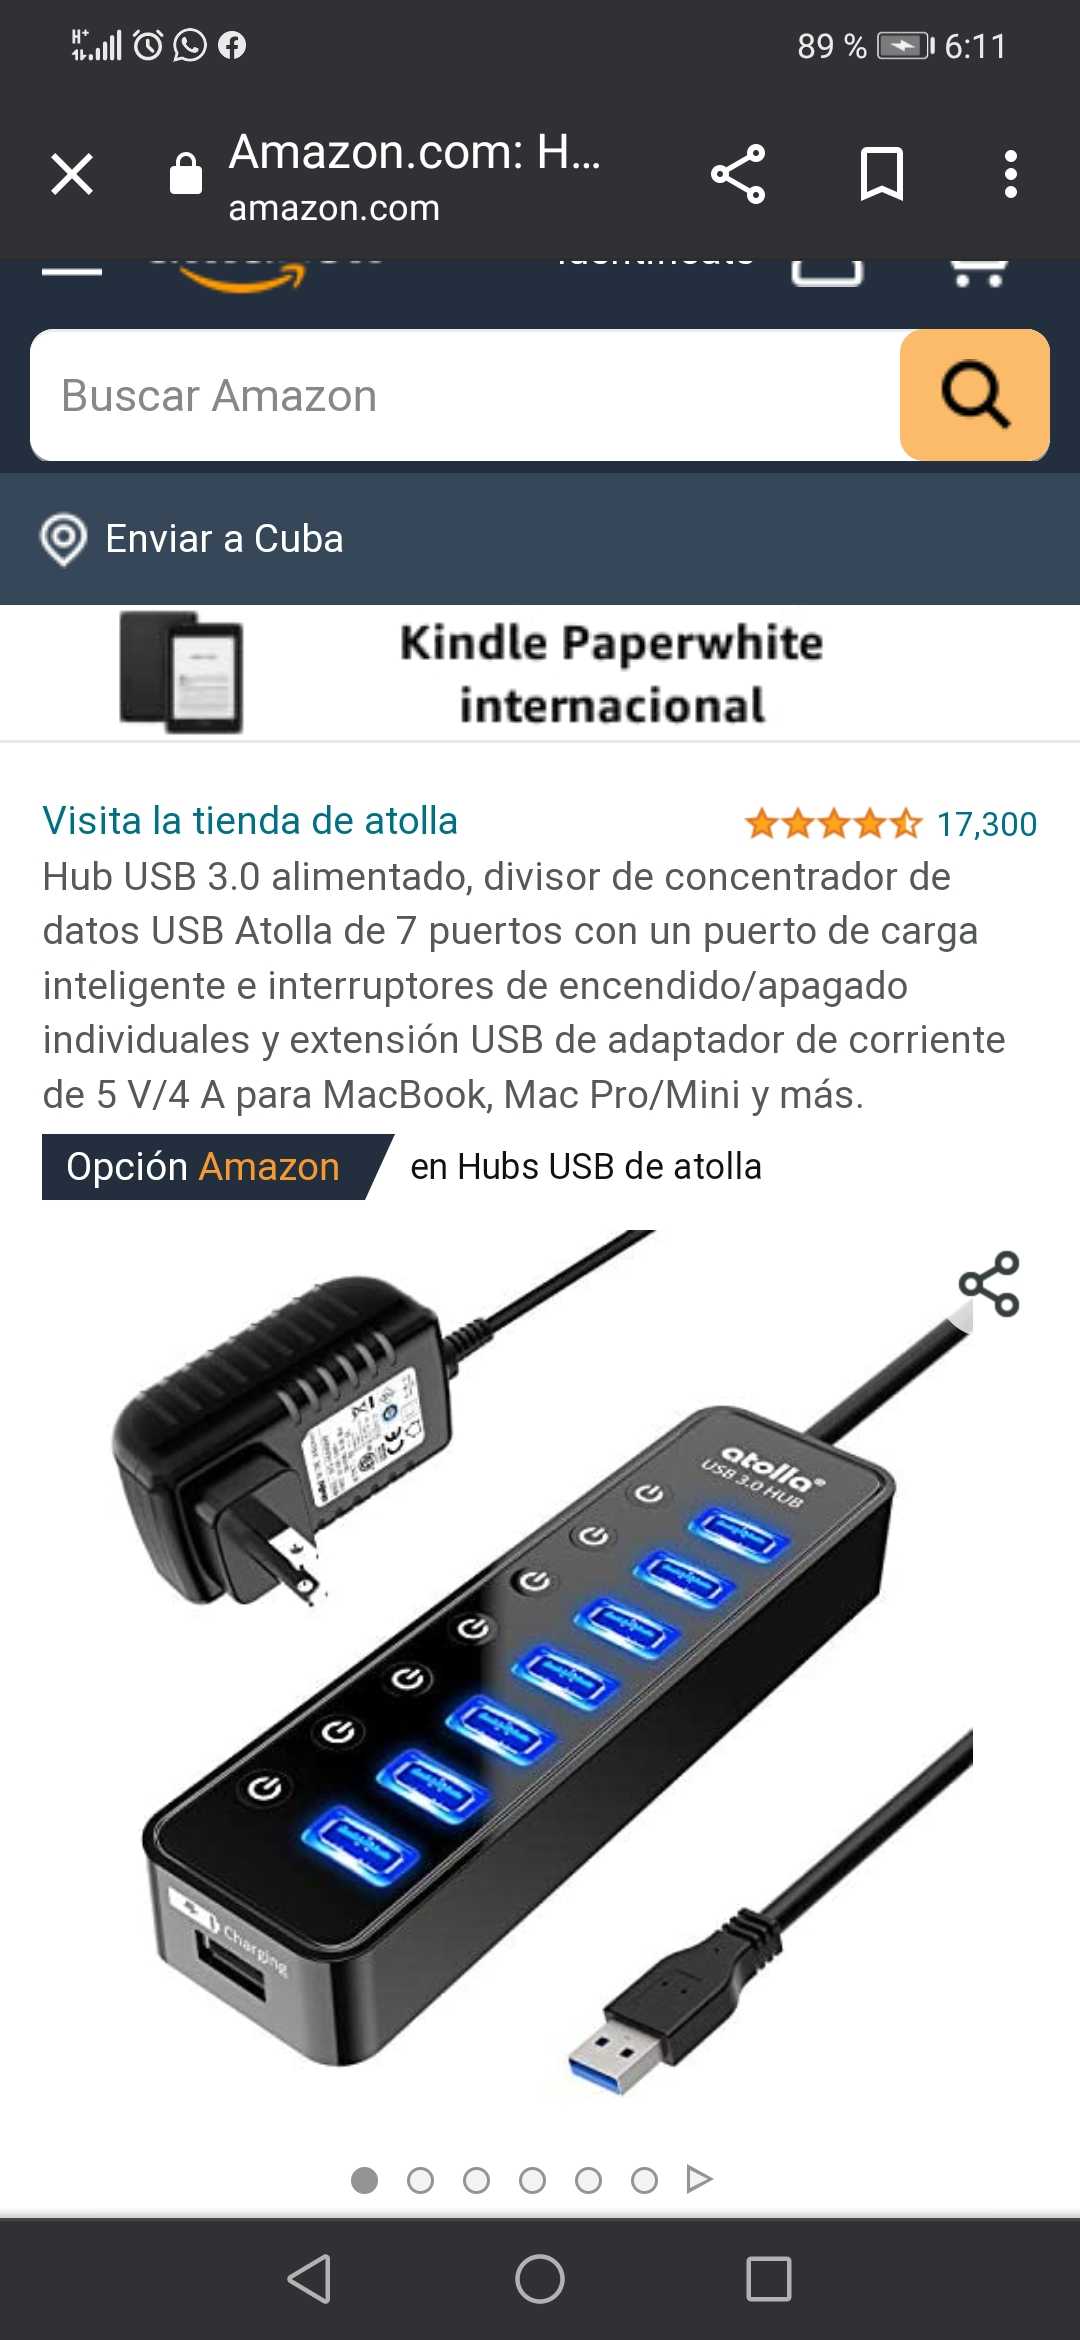 H+
89 % 6:11
Amazon.com: H...
amazon.com
Buscar Amazon
Enviar a Cuba
Kindle Paperwhite
internacional
Visita la tienda de atolla
17,300
Hub USB 3.0 alimentado, divisor de concentrador de
datos USB Atolla de 7 puertos con un puerto de carga
inteligente e interruptores de encendido/apagado
individuales y extensión USB de adaptador de corriente
de 5 V/4 A para MacBook, Mac Pro/Mini y más.
Opción Amazon en Hubs USB de atolla
atolla®
USB 3.0 HUB
Charging